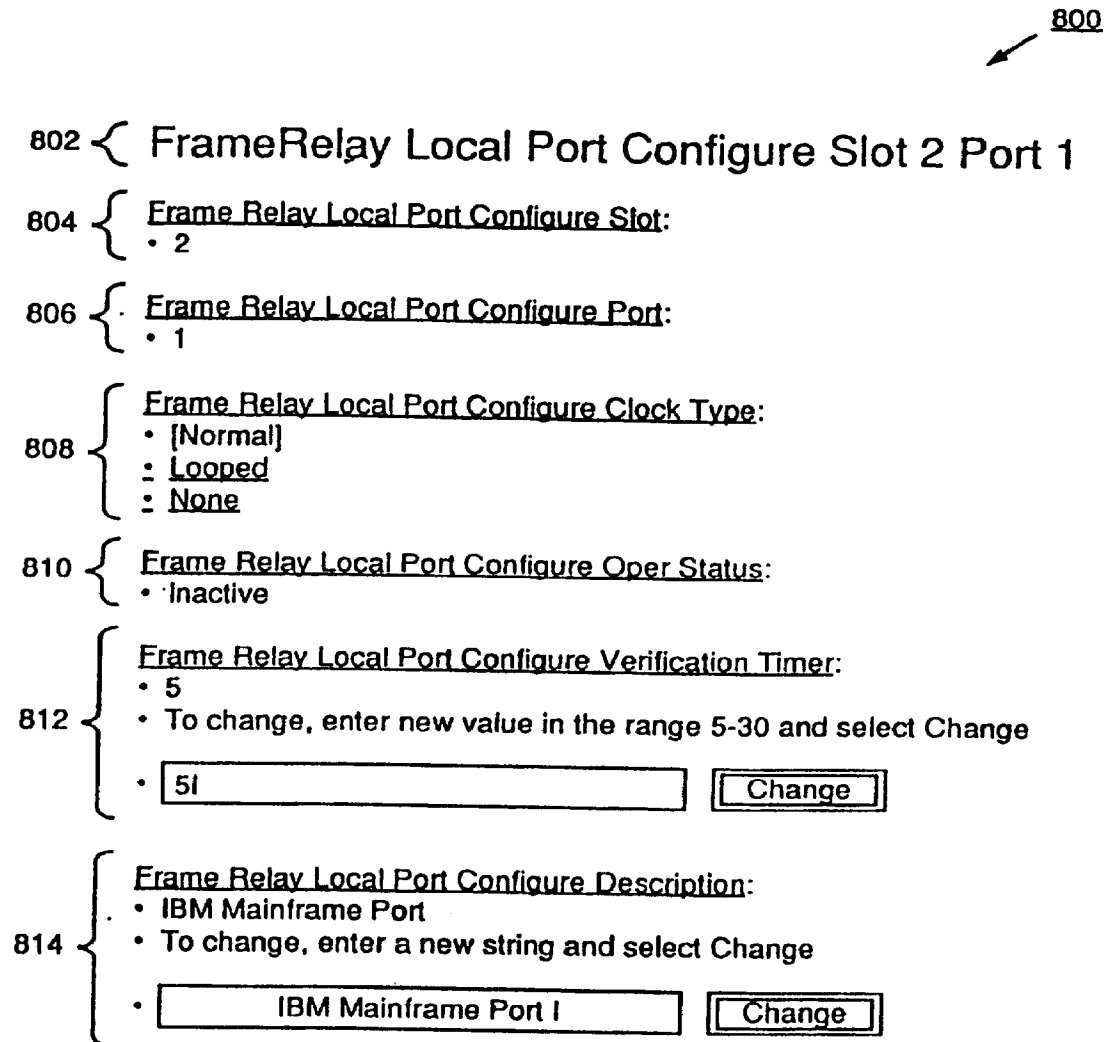 800
802 FrameRelay Local Port Configure Slot 2 Port 1
804 Frame Relay Local Port Configure Slot:
• 2
806 Frame Relay Local Port Configure Port:
• 1
Frame Relay Local Port Configure Clock Type:
• [Normal]
808
• Looped
• None
810 Frame Relay Local Port Configure Oper Status:
• Inactive
Frame Relay Local Port Configure Verification Timer:
• 5
812 • To change, enter new value in the range 5-30 and select Change
• 5I Change
Frame Relay Local Port Configure Description:
• IBM Mainframe Port
814 • To change, enter a new string and select Change
• IBM Mainframe Port I Change